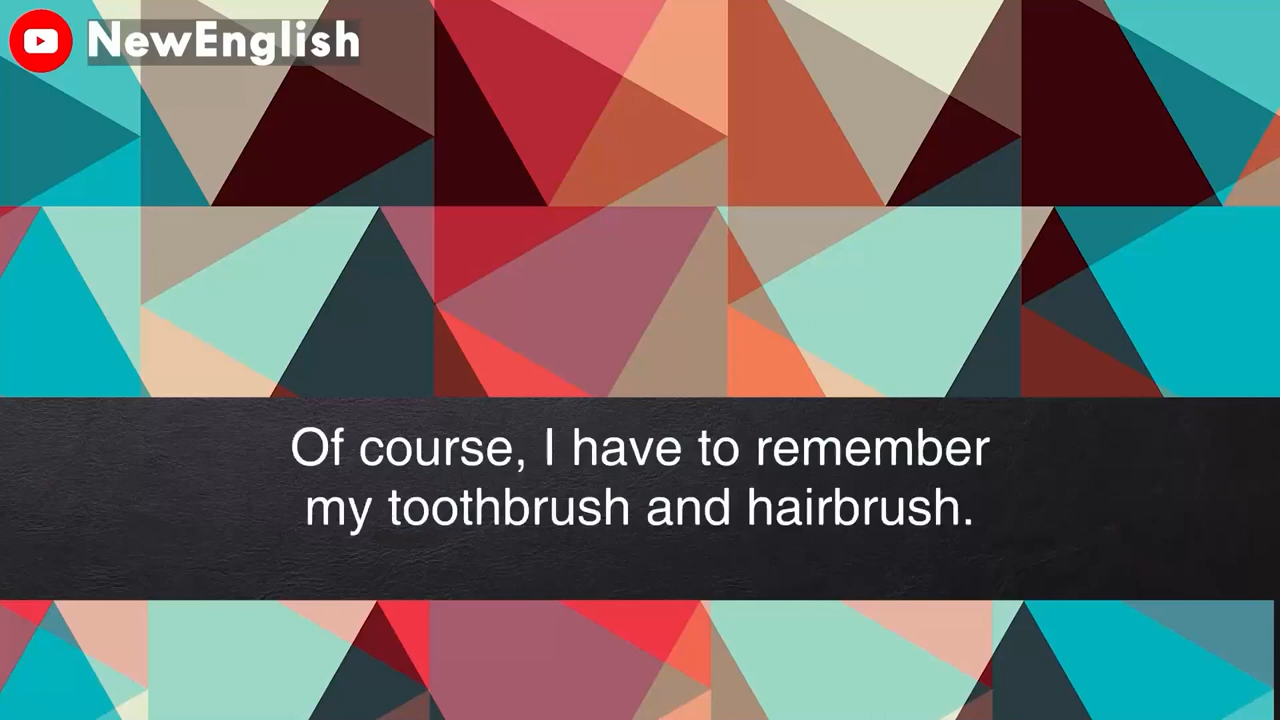 NewEnglish
Of course, I have to remember
my toothbrush and hairbrush.